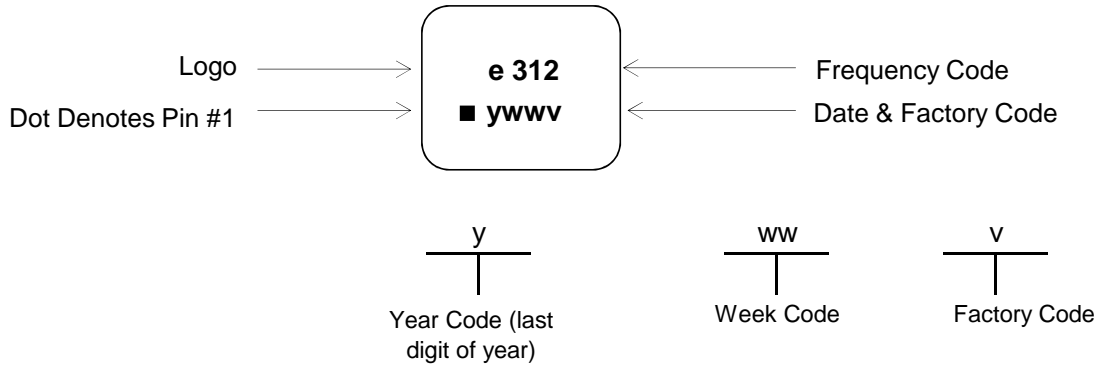 Logo
e 312
Frequency Code
Dot Denotes Pin #1
■ ywwv
Date & Factory Code
y
ww
v
Year Code (last
digit of year)
Week Code
Factory Code